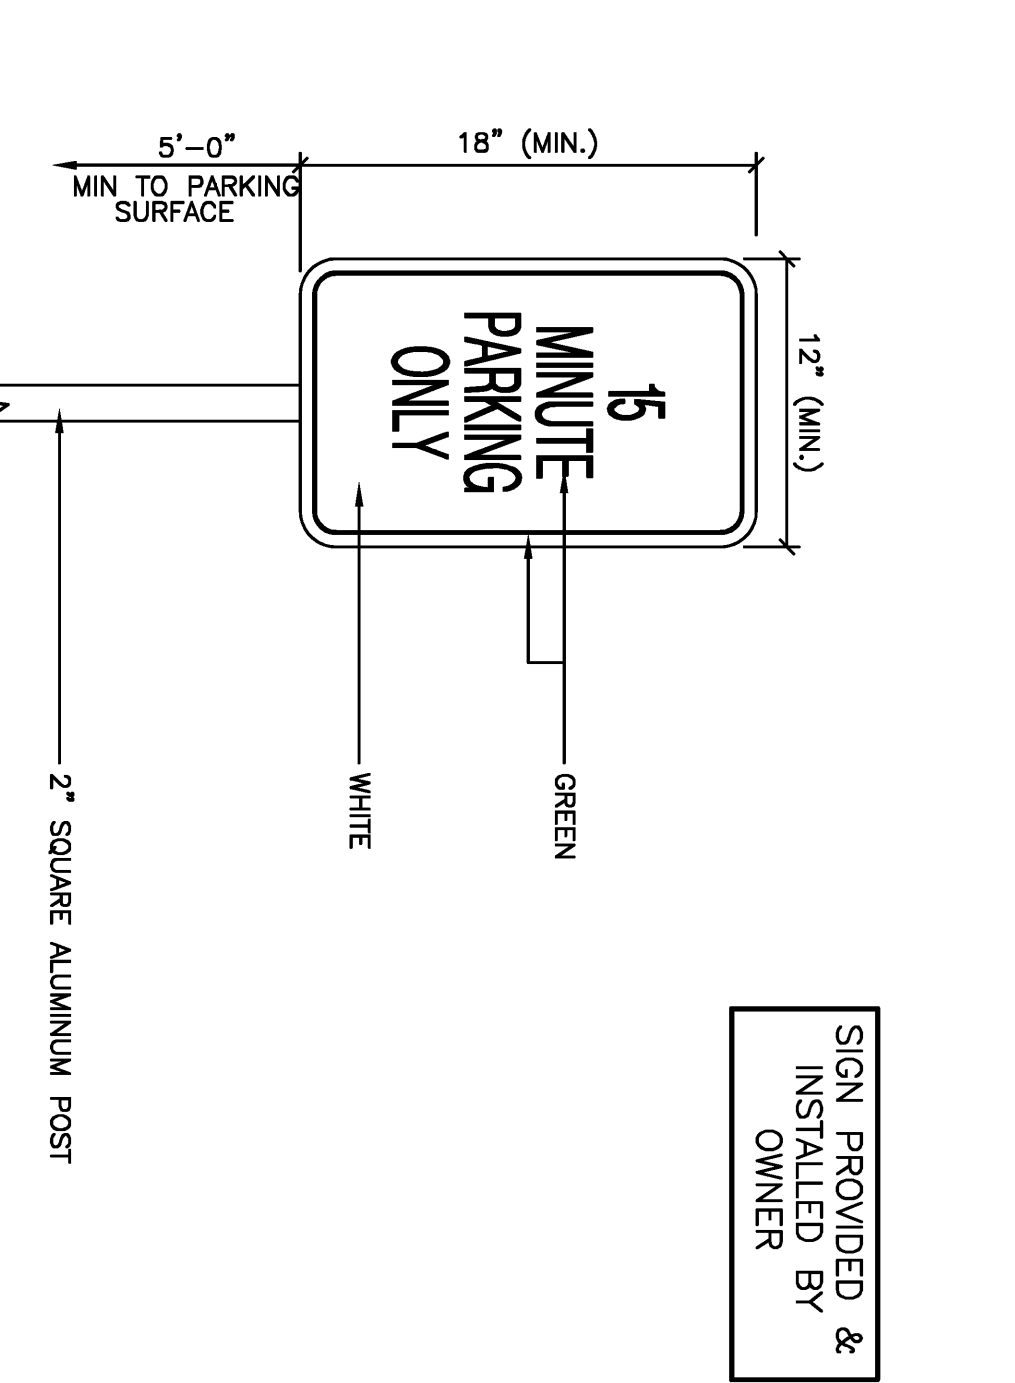 5'-0"
MIN TO PARKING
SURFACE
18" (MIN.)
12" (MIN.)
15
MINUTE
PARKING
ONLY
GREEN
WHITE
2" SQUARE ALUMINUM POST
SIGN PROVIDED &
INSTALLED BY
OWNER